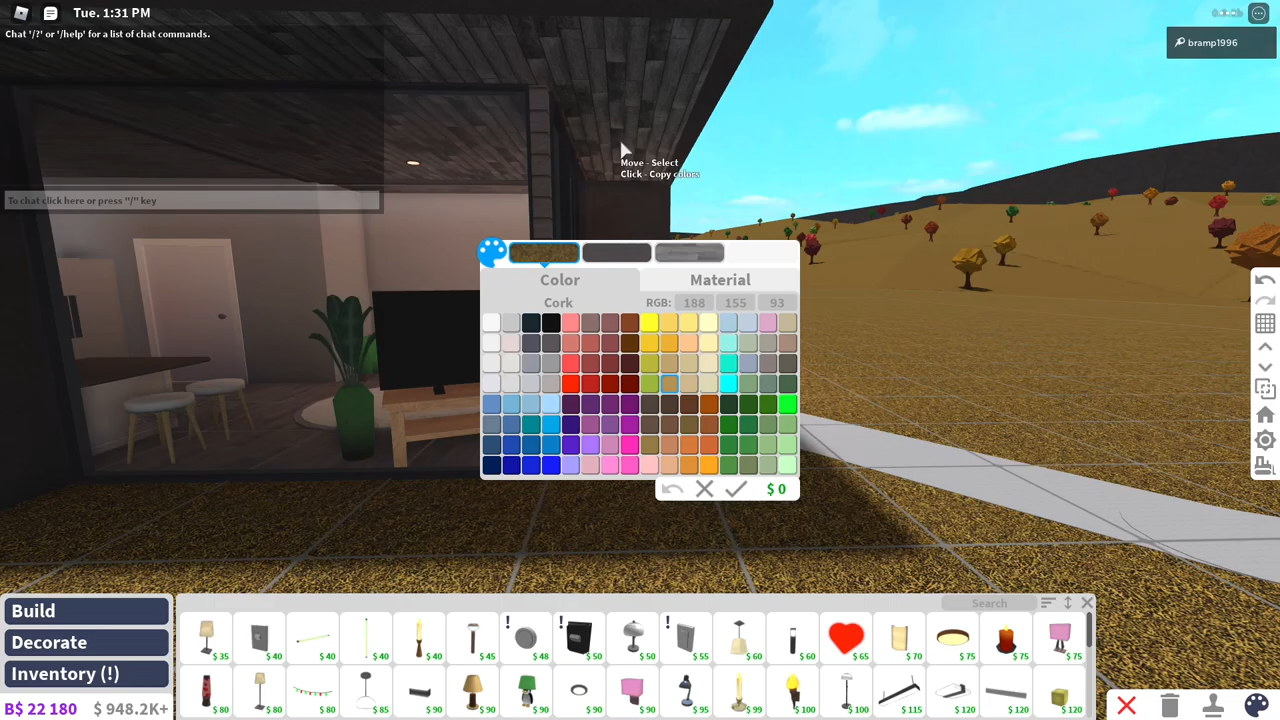 Tue. 1:31 PM
Chat '/?' or '/help' for a list of chat commands.
bramp1996
Move - Select
Click - Copy colors
To chat click here or press "/" key
Color
Material
Cork
RGB: 188 155 93
$ 0
Build
Decorate
Inventory (!)
B$ 22 180 $ 948.2K+
Search
$ 35 $ 40 $ 40 $ 40 $ 40 $ 45 ! $ 48 ! $ 50 $ 50 ! $ 55 $ 60 $ 60 $ 65 $ 70 $ 75 $ 75 $ 75
$ 80 $ 80 $ 80 $ 85 $ 90 $ 90 $ 90 $ 90 $ 90 $ 95 $ 99 $ 100 $ 100 $ 115 $ 120 $ 120 $ 120